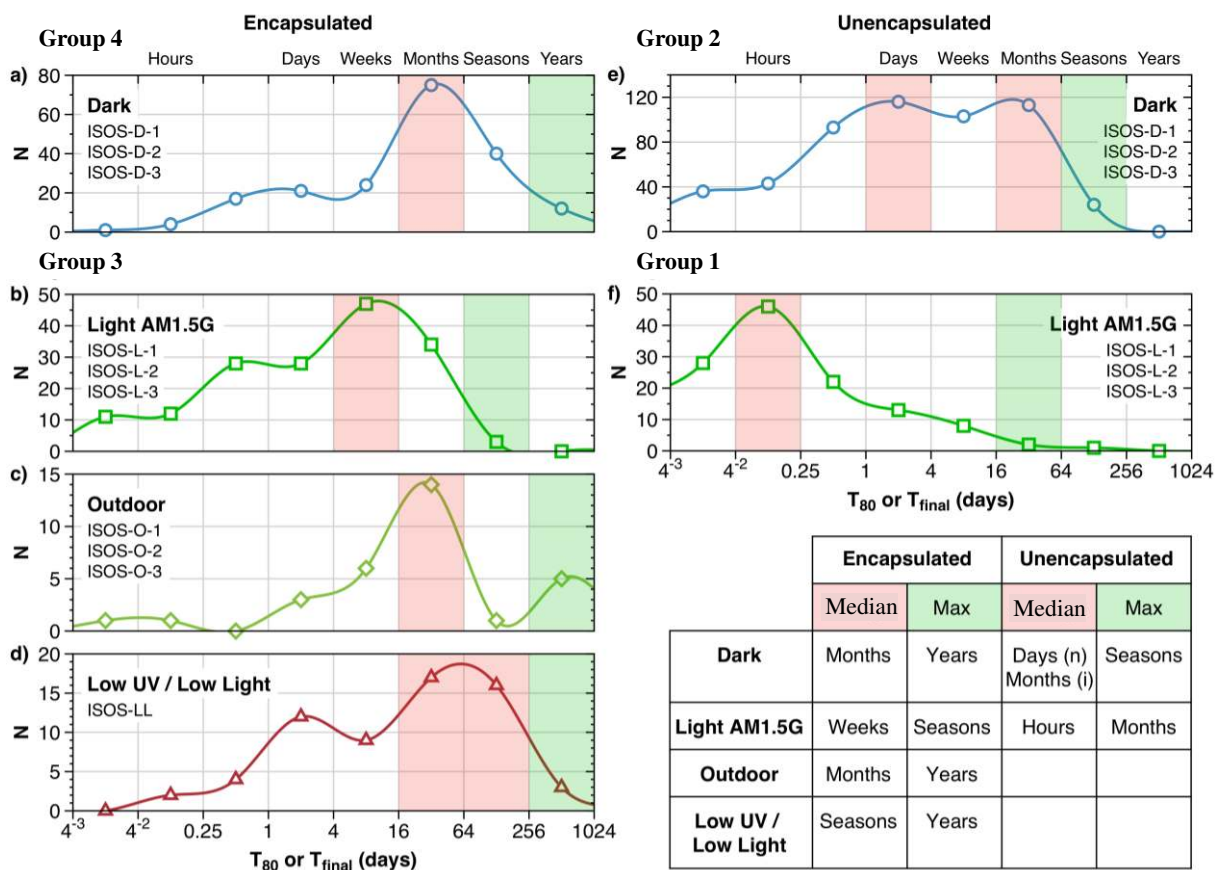 Encapsulated
Unencapsulated
Group 4
Group 2
Hours Days Weeks Months Seasons Years
Hours Days Weeks Months Seasons Years
a)
80
60
40
20
0
N
Dark
ISOS-D-1
ISOS-D-2
ISOS-D-3
e)
120
80
40
0
N
Dark
ISOS-D-1
ISOS-D-2
ISOS-D-3
Group 3
Group 1
b)
50
40
30
20
10
0
N
Light AM1.5G
ISOS-L-1
ISOS-L-2
ISOS-L-3
f)
50
40
30
20
10
0
N
Light AM1.5G
ISOS-L-1
ISOS-L-2
ISOS-L-3
4⁻³ 4⁻² 0.25 1 4 16 64 256 1024
T₈₀ or T_final (days)
c)
15
10
5
0
N
Outdoor
ISOS-O-1
ISOS-O-2
ISOS-O-3
d)
20
15
10
5
0
N
Low UV / Low Light
ISOS-LL
4⁻³ 4⁻² 0.25 1 4 16 64 256 1024
T₈₀ or T_final (days)
Encapsulated Unencapsulated
Median Max Median Max
Dark Months Years Days (n) Seasons
Months (i)
Light AM1.5G Weeks Seasons Hours Months
Outdoor Months Years
Low UV / Seasons Years
Low Light